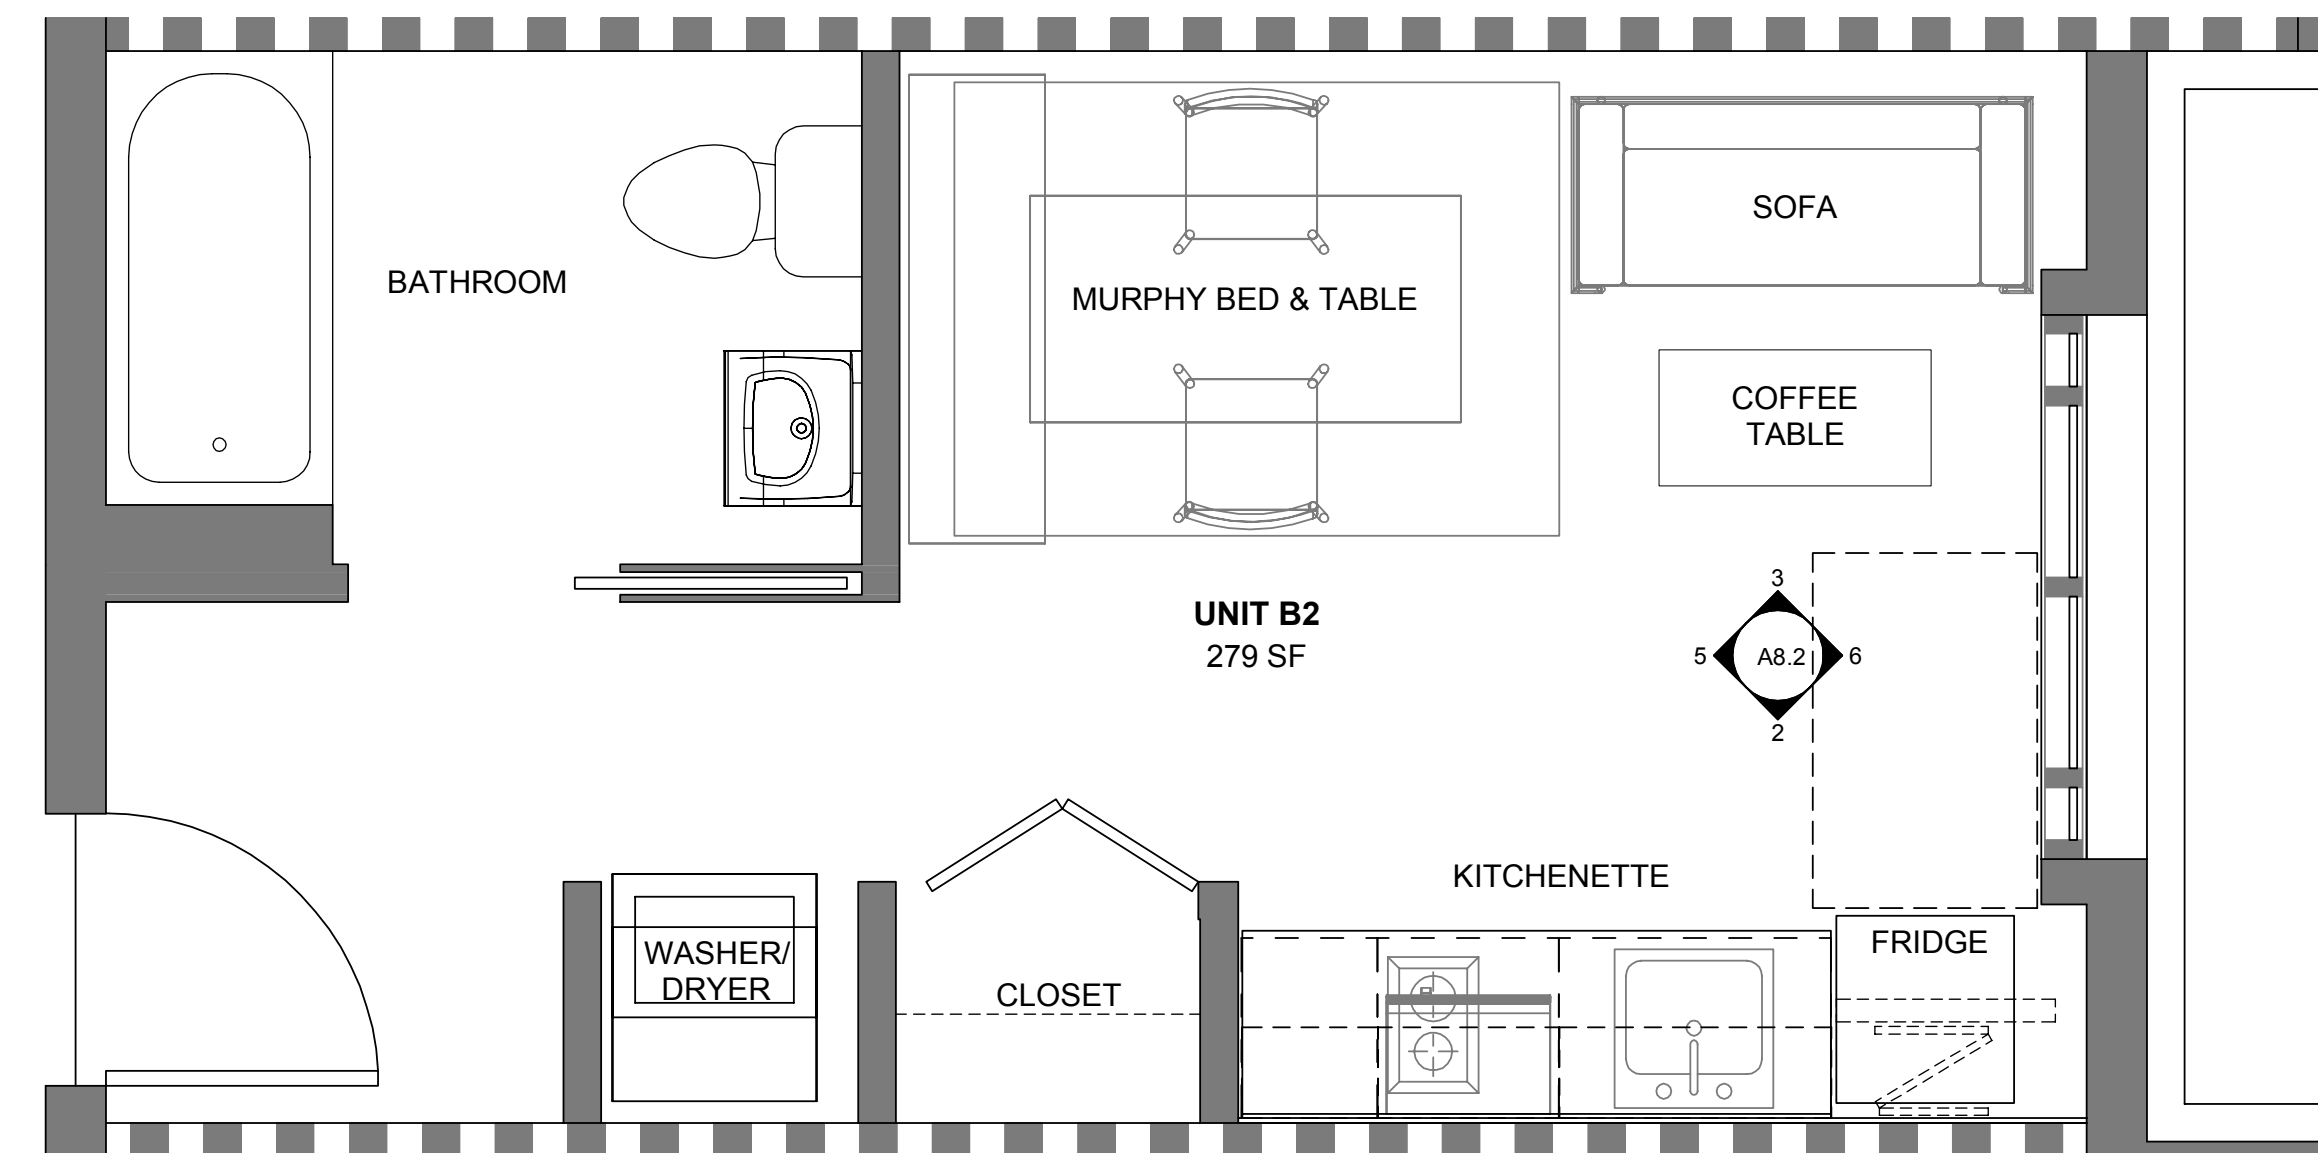 SOFA
BATHROOM
MURPHY BED & TABLE
COFFEE
TABLE
UNIT B2
279 SF
3
5
A8.2
6
2
KITCHENETTE
WASHER/
DRYER
CLOSET
FRIDGE